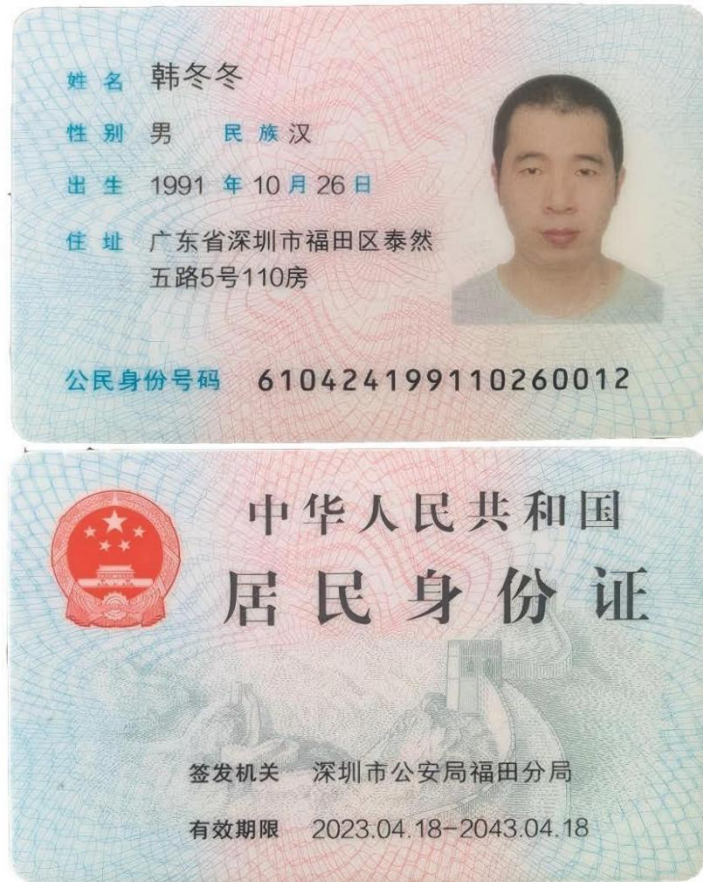 姓名 韩冬冬
性别 男 民族 汉
出生 1991 年 10 月 26 日
住址 广东省深圳市福田区泰然
五路5号110房
公民身份号码 610424199110260012
中华人民共和国
居民身份证
签发机关 深圳市公安局福田分局
有效期限 2023.04.18-2043.04.18